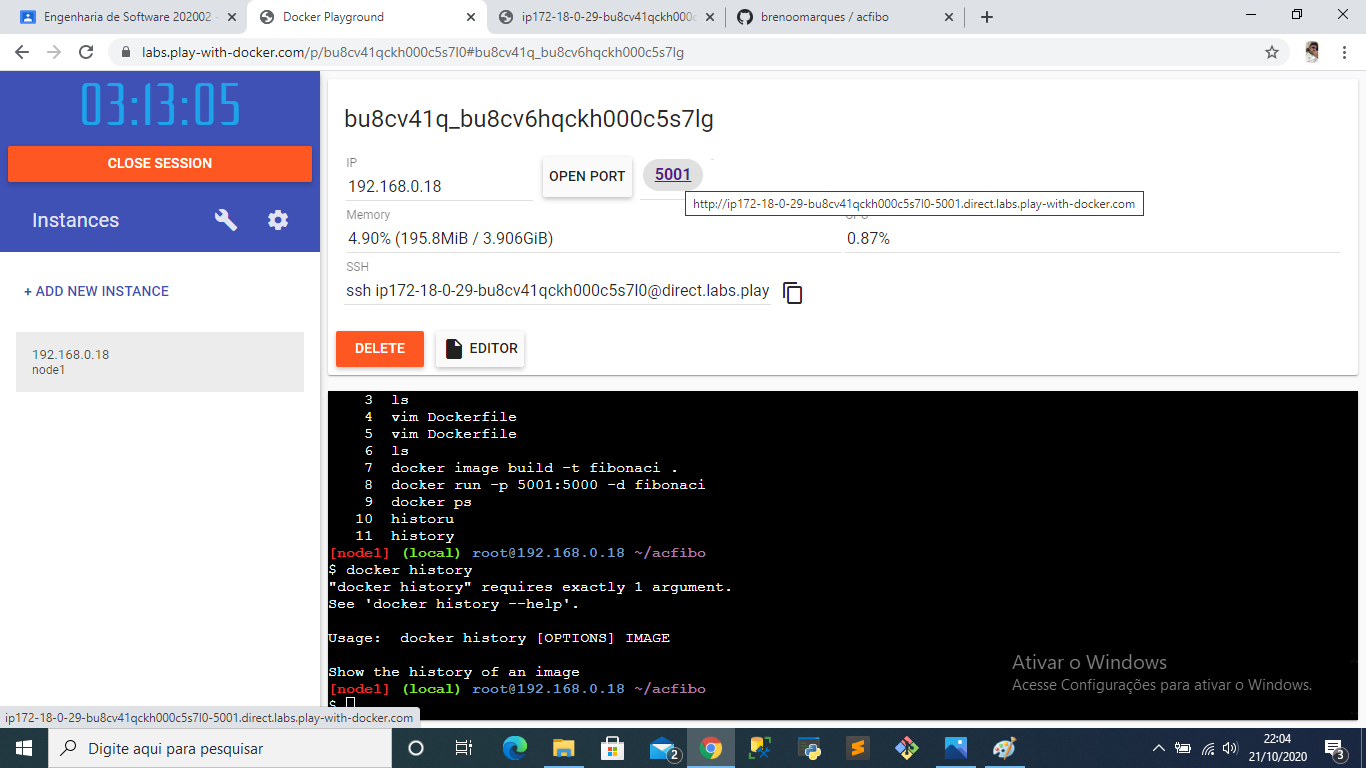 Engenharia de Software 202002
Docker Playground
ip172-18-0-29-bu8cv41qckh000
brenoomarques / acfibo
labs.play-with-docker.com/p/bu8cv41qckh000c5s7l0#bu8cv41q_bu8cv6hqckh000c5s7lg
03:13:05
CLOSE SESSION
Instances
+ ADD NEW INSTANCE
192.168.0.18
node1
bu8cv41q_bu8cv6hqckh000c5s7lg
IP
192.168.0.18
OPEN PORT
5001
http://ip172-18-0-29-bu8cv41qckh000c5s7l0-5001.direct.labs.play-with-docker.com
Memory
4.90% (195.8MiB / 3.906GiB)
0.87%
SSH
ssh ip172-18-0-29-bu8cv41qckh000c5s7l0@direct.labs.play
DELETE
EDITOR
3 ls
4 vim Dockerfile
5 vim Dockerfile
6 ls
7 docker image build -t fibonaci .
8 docker run -p 5001:5000 -d fibonaci
9 docker ps
10 historu
11 history
[node1] (local) root@192.168.0.18 ~/acfibo
$ docker history
"docker history" requires exactly 1 argument.
See 'docker history --help'.
Usage: docker history [OPTIONS] IMAGE
Show the history of an image
[node1] (local) root@192.168.0.18 ~/acfibo
$
Ativar o Windows
Acesse Configurações para ativar o Windows.
ip172-18-0-29-bu8cv41qckh000c5s7l0-5001.direct.labs.play-with-docker.com
Digite aqui para pesquisar
2
22:04
21/10/2020
3